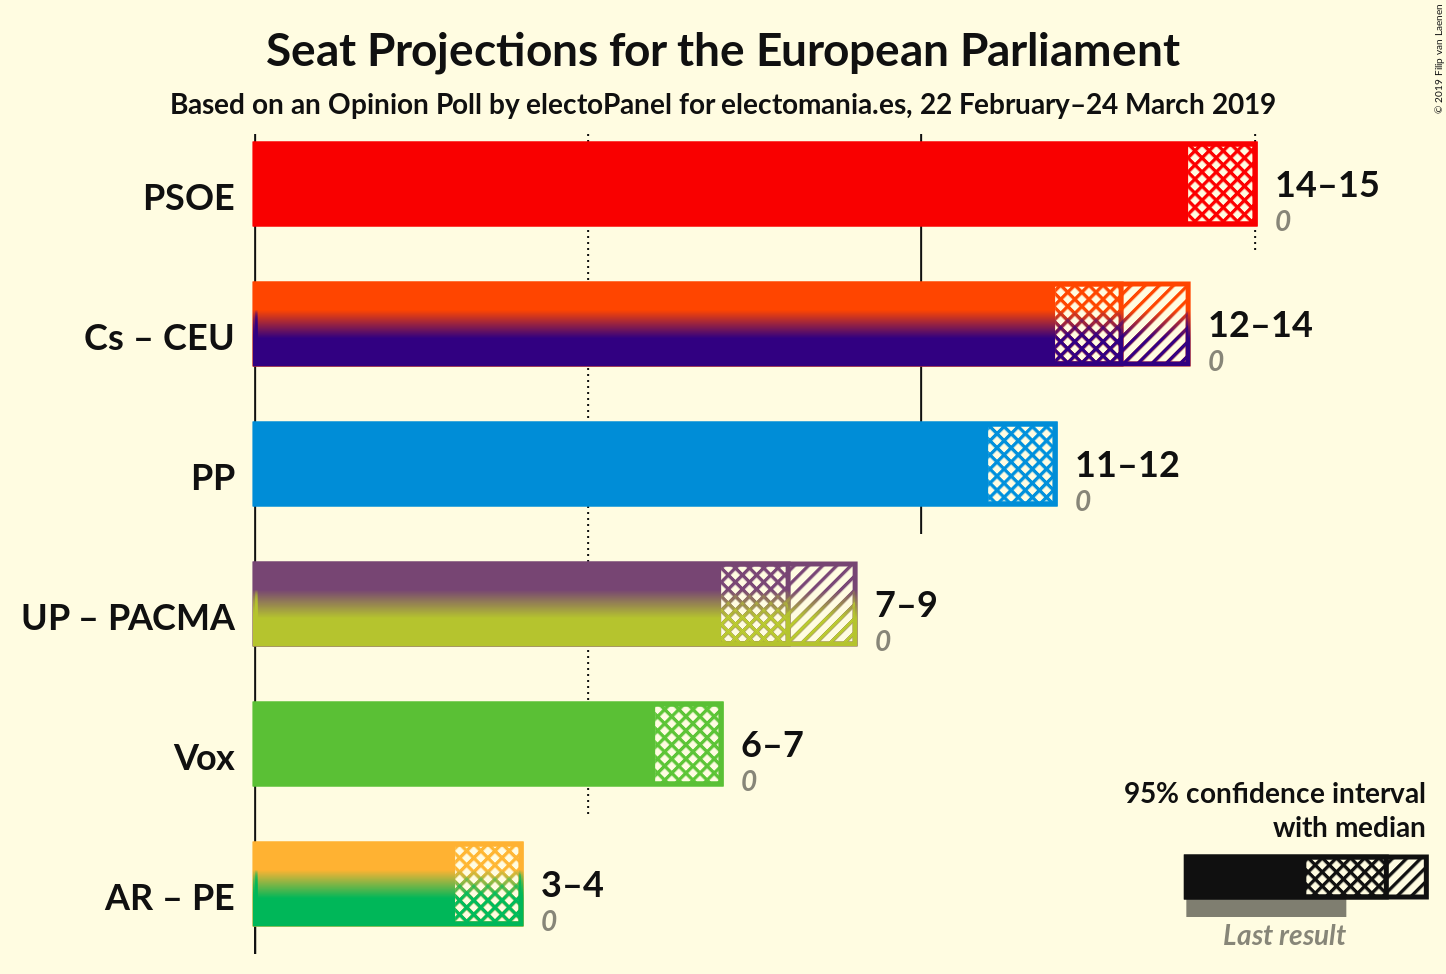 Seat Projections for the European Parliament
Based on an Opinion Poll by electoPanel for electomania.es, 22 February–24 March 2019
© 2019 Filip van Laenen
PSOE
14–15
0
Cs – CEU
12–14
0
PP
11–12
0
UP – PACMA
7–9
0
Vox
6–7
0
AR – PE
3–4
0
95% confidence interval
with median
Last result